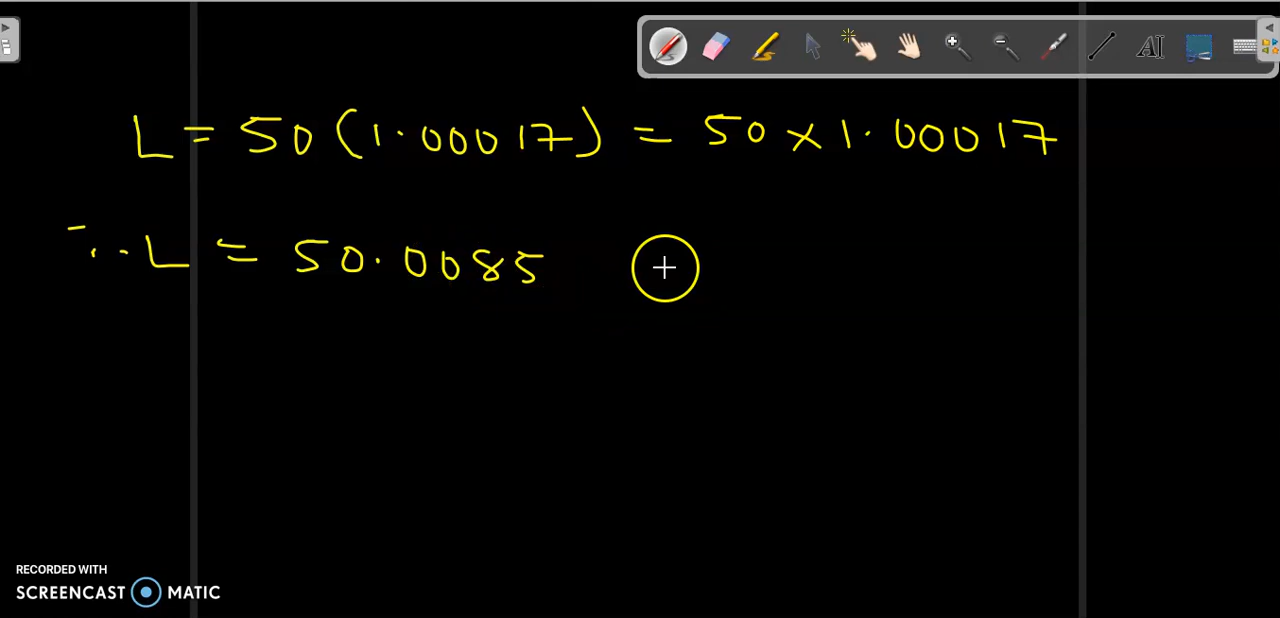 L = 50 (1.00017) = 50 × 1.00017
∴ L = 50.0085
RECORDED WITH
SCREENCAST MATIC